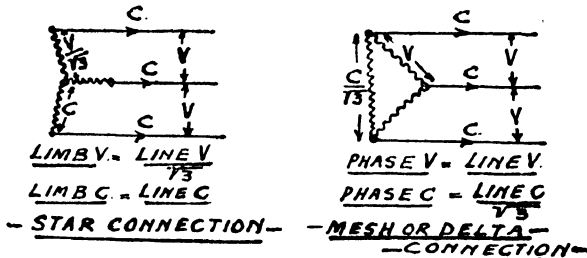 C.
V/√3
V
C
C
V
C
LIMB V. = LINE V/√3
LIMB C. = LINE C
- STAR CONNECTION -
C
V
V
C/√3
C
V
C.
PHASE V = LINE V.
PHASE C = LINE C/√3
- MESH OR DELTA -
- CONNECTION -